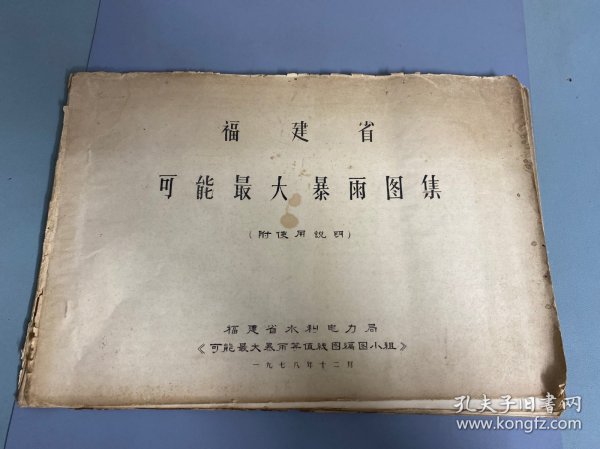 福建省
可能最大暴雨图集
(附使用说明)
福建省水利电力局
《可能最大暴雨等值线图编图小组》
一九七八年十二月
孔夫子旧书网
www.kongfz.com